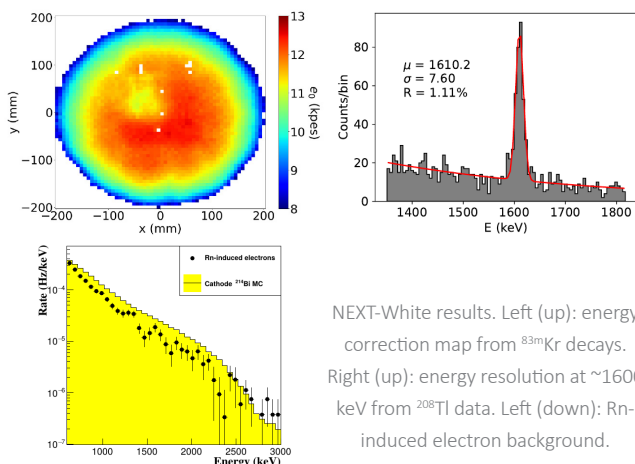 200
100
0
−100
−200
−200
−100
0
100
200
y (mm)
x (mm)
13
12
11
10
9
8
e₀ (kpes)
80
60
40
20
0
1400
1500
1600
1700
1800
Counts/bin
E (keV)
μ = 1610.2
σ = 7.60
R = 1.11%
Rn-induced electrons
Cathode ²¹⁴Bi MC
Rate (Hz/keV)
10⁻⁴
10⁻⁵
10⁻⁶
10⁻⁷
1000
1500
2000
2500
3000
Energy (keV)
NEXT-White results. Left (up): energy
correction map from ⁸³ᵐKr decays.
Right (up): energy resolution at ~1600
keV from ²⁰⁸Tl data. Left (down): Rn-
induced electron background.